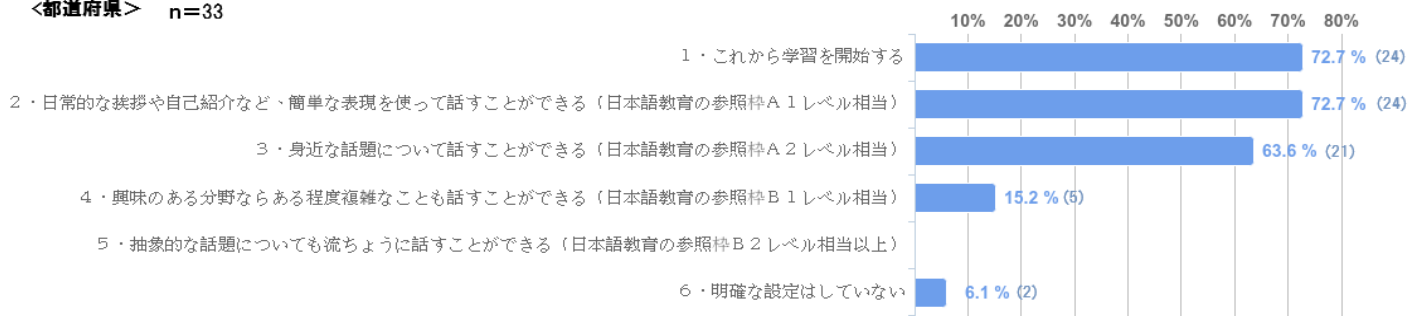 <都道府県>　n＝33
10% 20% 30% 40% 50% 60% 70% 80%
１・これから学習を開始する 72.7 % (24)
２・日常的な挨拶や自己紹介など、簡単な表現を使って話すことができる（日本語教育の参照枠Ａ１レベル相当） 72.7 % (24)
３・身近な話題について話すことができる（日本語教育の参照枠Ａ２レベル相当） 63.6 % (21)
４・興味のある分野ならある程度複雑なことも話すことができる（日本語教育の参照枠Ｂ１レベル相当） 15.2 % (5)
５・抽象的な話題についても流ちょうに話すことができる（日本語教育の参照枠Ｂ２レベル相当以上）
６・明確な設定はしていない 6.1 % (2)